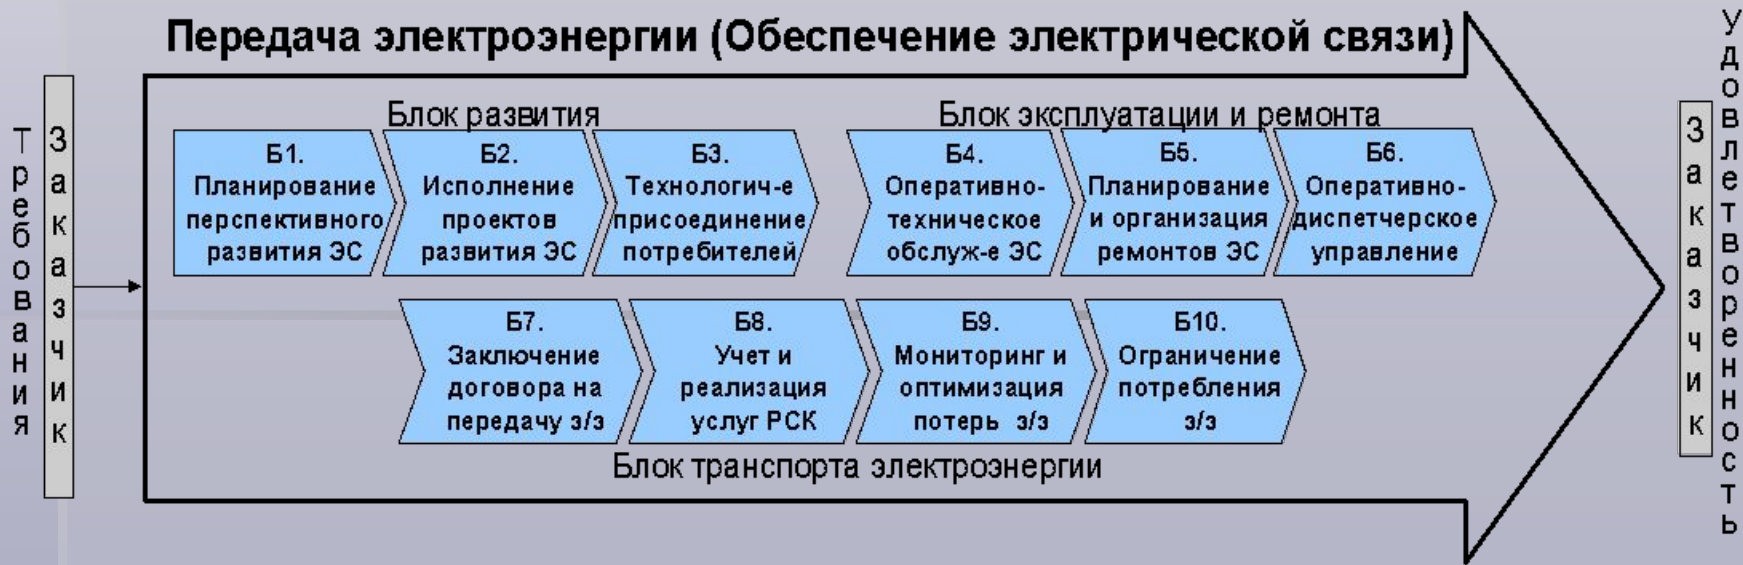 Передача электроэнергии (Обеспечение электрической связи)
Требования
Заказчик
Блок развития
Б1.
Планирование
перспективного
развития ЭС
Б2.
Исполнение
проектов
развития ЭС
Б3.
Технологич-е
присоединение
потребителей
Блок эксплуатации и ремонта
Б4.
Оперативно-
техническое
обслуж-е ЭС
Б5.
Планирование
и организация
ремонтов ЭС
Б6.
Оперативно-
диспетчерское
управление
Б7.
Заключение
договора на
передачу э/э
Б8.
Учет и
реализация
услуг РСК
Б9.
Мониторинг и
оптимизация
потерь э/э
Б10.
Ограничение
потребления
э/э
Блок транспорта электроэнергии
Заказчик
Удовлетворенность